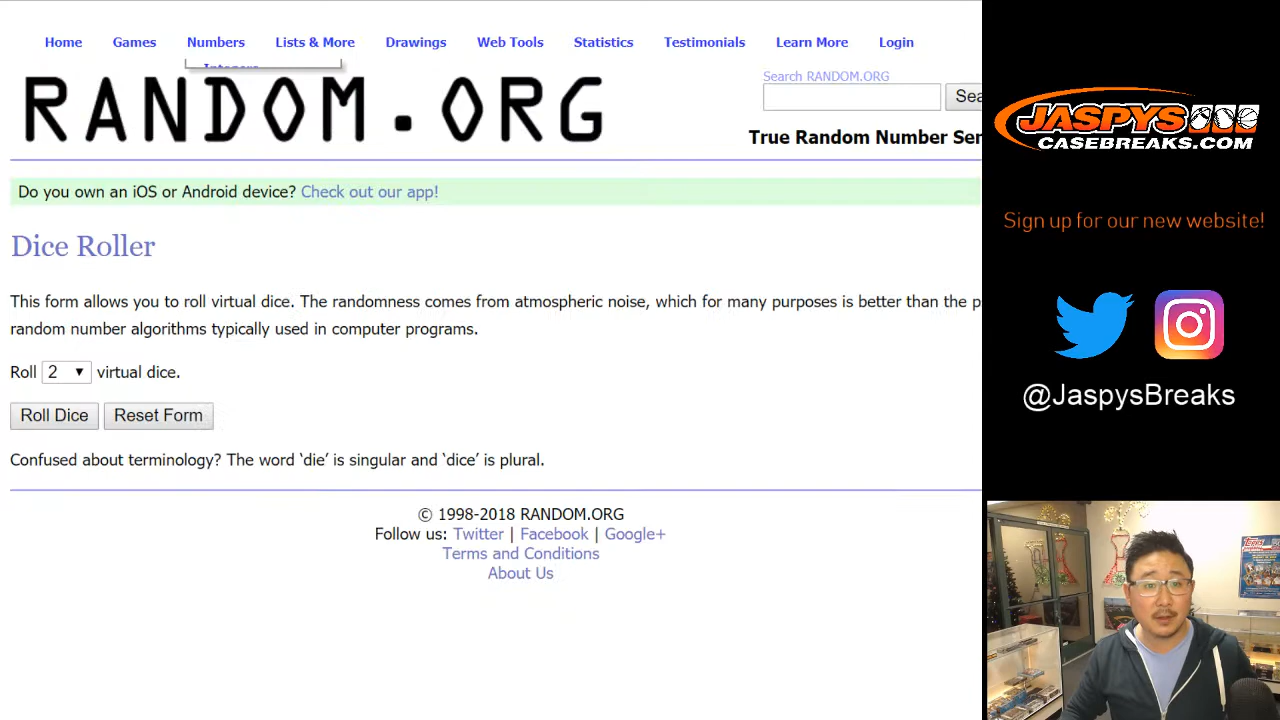 Home Games Numbers Lists & More Drawings Web Tools Statistics Testimonials Learn More Login
Integers
RANDOM.ORG
Search RANDOM.ORG
Sea
True Random Number Ser
Do you own an iOS or Android device? Check out our app!
Dice Roller
This form allows you to roll virtual dice. The randomness comes from atmospheric noise, which for many purposes is better than the p
random number algorithms typically used in computer programs.
Roll 2 virtual dice.
Roll Dice Reset Form
Confused about terminology? The word ‘die’ is singular and ‘dice’ is plural.
© 1998-2018 RANDOM.ORG
Follow us: Twitter | Facebook | Google+
Terms and Conditions
About Us
JASPYS
CASEBREAKS.COM
Sign up for our new website!
@JaspysBreaks
TOPPS